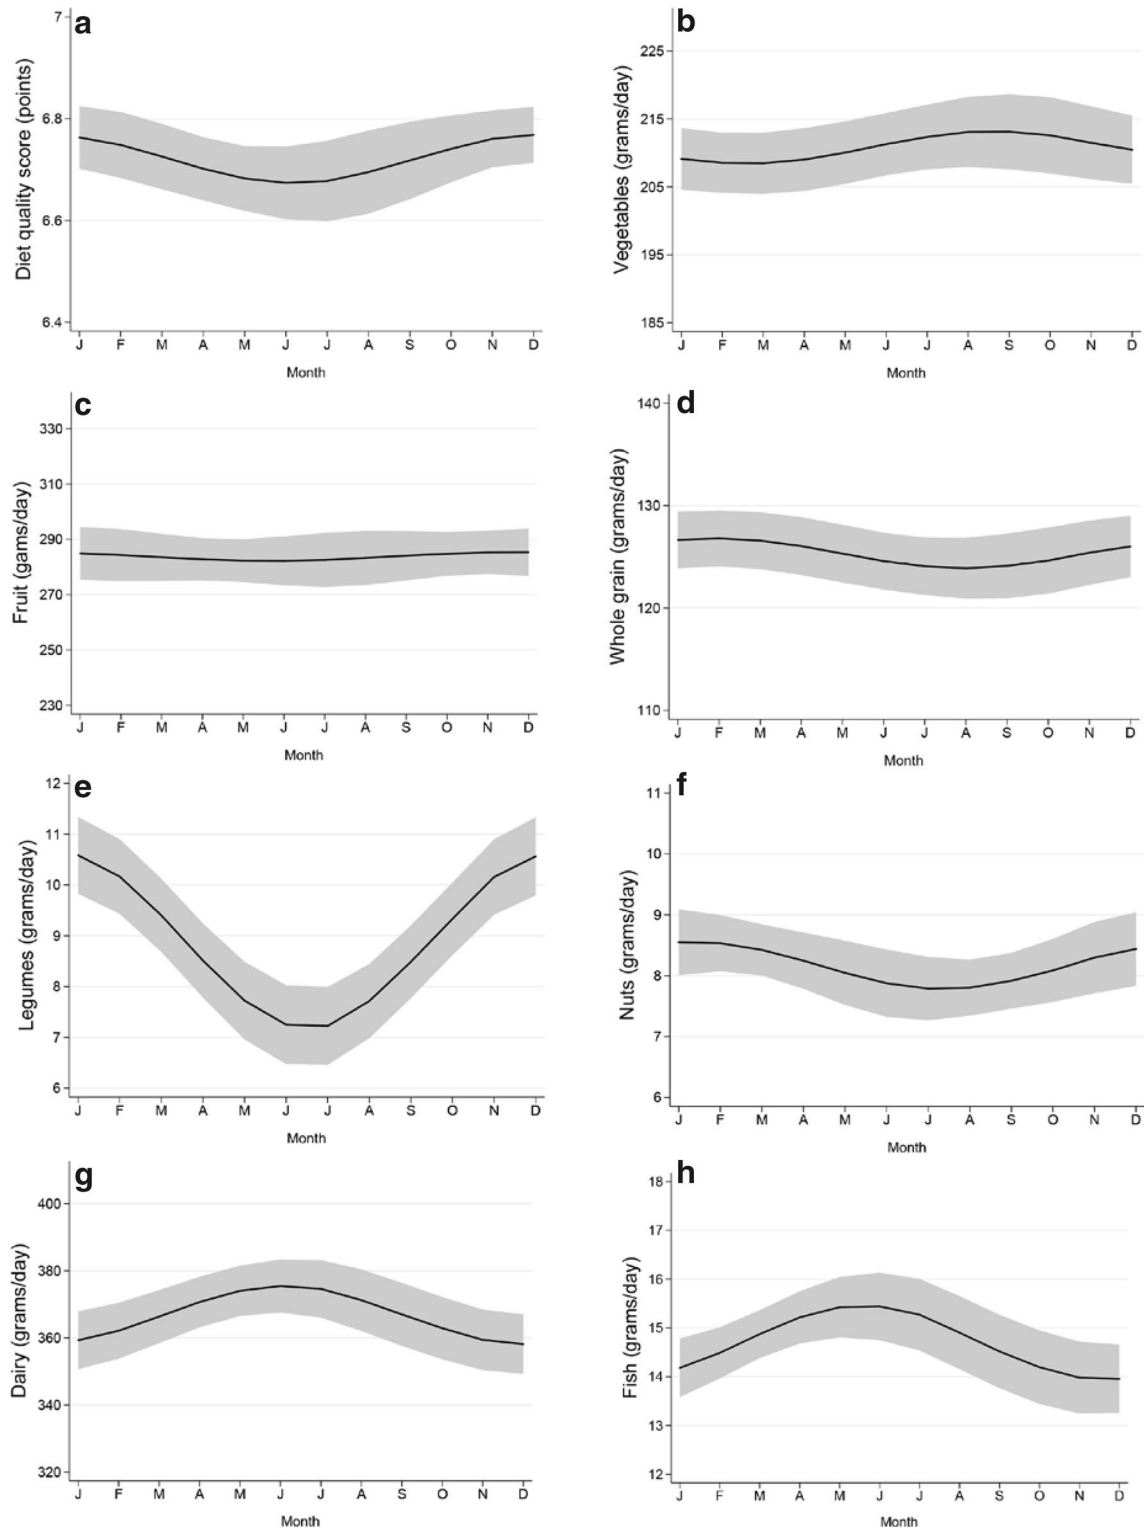 a
7
6.8
6.6
6.4
Diet quality score (points)
J F M A M J J A S O N D
Month
b
225
215
205
195
185
Vegetables (grams/day)
J F M A M J J A S O N D
Month
c
330
310
290
270
250
230
Fruit (gams/day)
J F M A M J J A S O N D
Month
d
140
130
120
110
Whole grain (grams/day)
J F M A M J J A S O N D
Month
e
12
11
10
9
8
7
6
Legumes (grams/day)
J F M A M J J A S O N D
Month
f
11
10
9
8
7
6
Nuts (grams/day)
J F M A M J J A S O N D
Month
g
400
380
360
340
320
Dairy (grams/day)
J F M A M J J A S O N D
Month
h
18
17
16
15
14
13
12
Fish (grams/day)
J F M A M J J A S O N D
Month